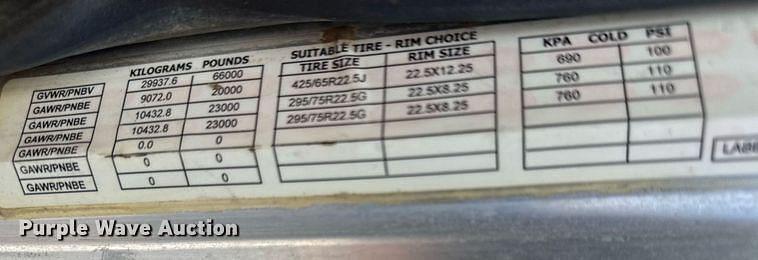 KILOGRAMS POUNDS SUITABLE TIRE - RIM CHOICE KPA COLD PSI
TIRE SIZE RIM SIZE
GVWR/PNBV 29937.6 66000
GAWR/PNBE 9072.0 20000 425/65R22.5J 22.5X12.25 690 100
GAWR/PNBE 10432.8 23000 295/75R22.5G 22.5X8.25 760 110
GAWR/PNBE 10432.8 23000 295/75R22.5G 22.5X8.25 760 110
GAWR/PNBE 0.0 0
GAWR/PNBE 0 0
GAWR/PNBE 0 0
Purple Wave Auction